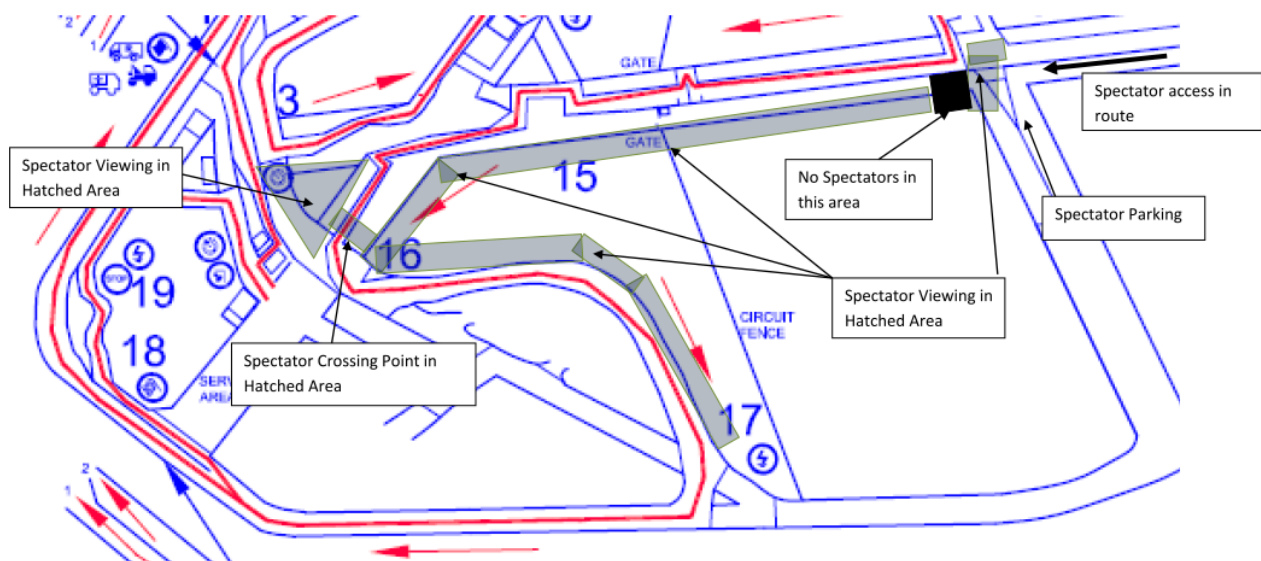 2
1
1
GATE
3
Spectator access in
route
Spectator Viewing in
Hatched Area
GATE
15
No Spectators in
this area
Spectator Parking
16
STOP
19
Spectator Viewing in
Hatched Area
CIRCUIT
FENCE
18
Spectator Crossing Point in
Hatched Area
SERV
AREA
17
2
1